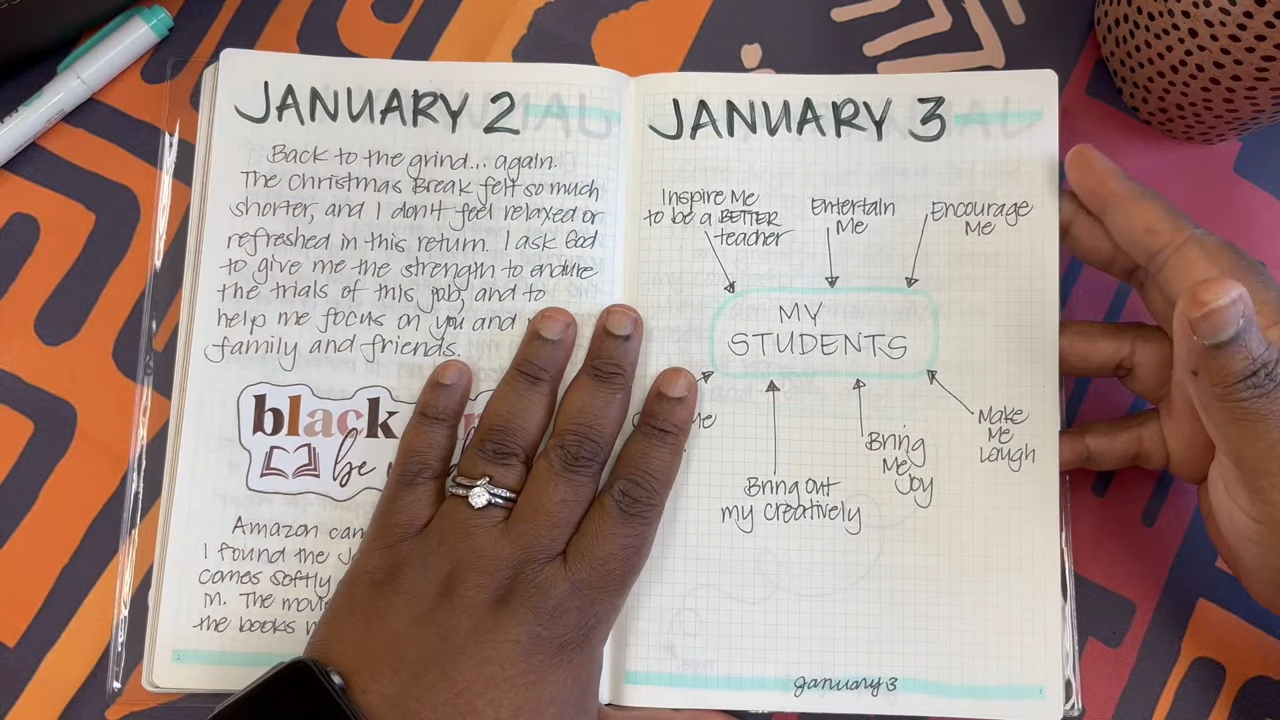 JANUARY 2
Back to the grind... again.
The Christmas Break felt so much
shorter, and I don't feel relaxed or
refreshed in this return. I ask God
to give me the strength to endure
the trials of this job, and to
help me focus on you and
family and friends.
black
be
Amazon can
I found the
comes softly
M. The movie
the books
2
JANUARY 3
Inspire Me
to be a BETTER
teacher
Entertain
Me
Encourage
Me
MY
STUDENTS
Make
Me
Laugh
Bring
Me
Joy
Bring Out
my creatively
january 3
3